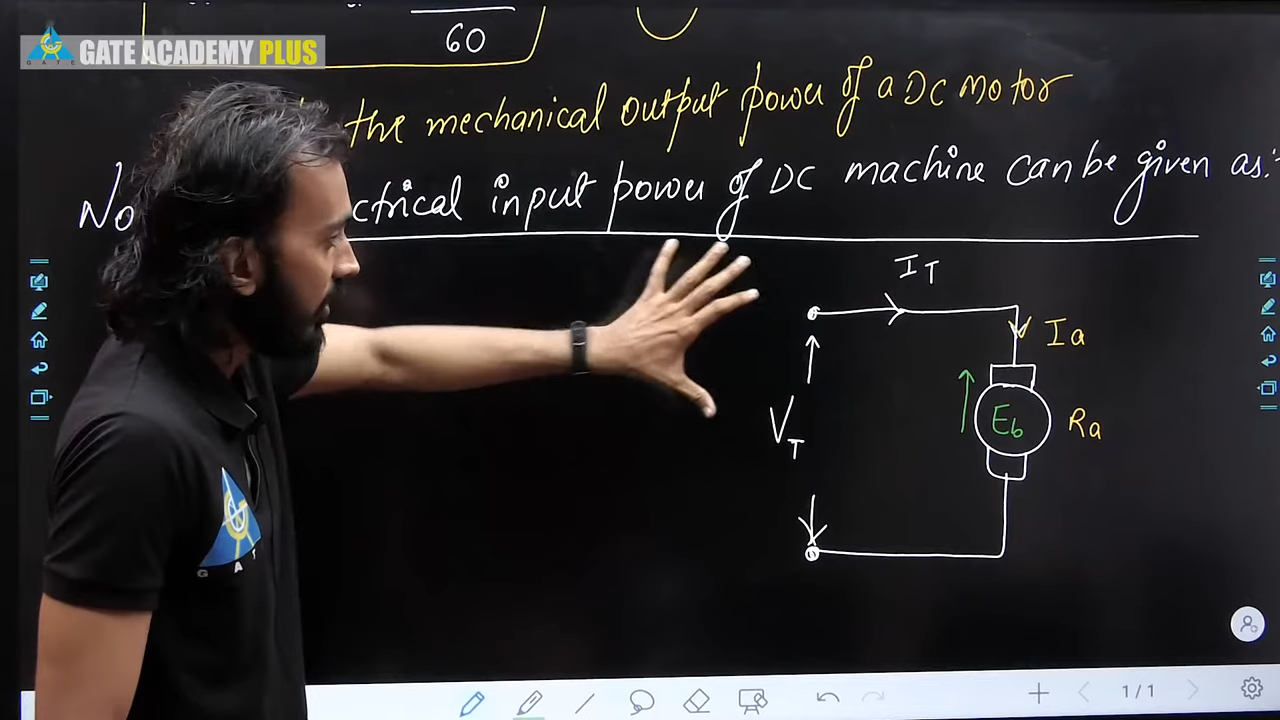 60
GATE ACADEMY PLUS
the mechanical output power of a DC Motor
No ctrical input power of DC machine can be given as:
IT
Ia
VT
Eb
Ra
GATE
1/1